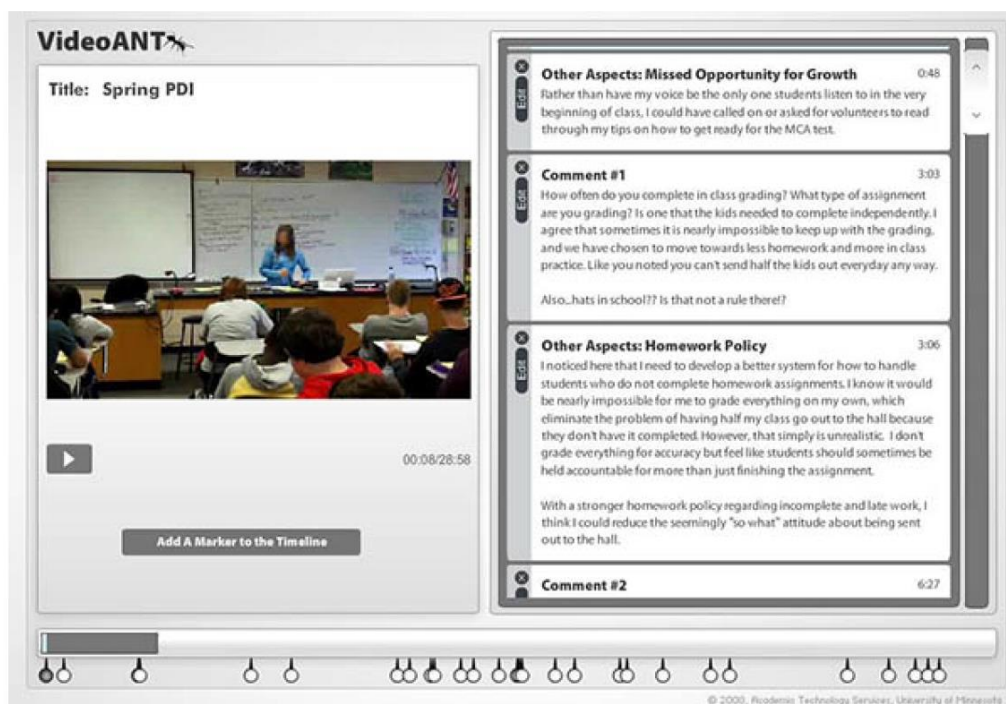 VideoANT
Title: Spring PDI
00:08/28:58
Add A Marker to the Timeline
Edit
Other Aspects: Missed Opportunity for Growth 0:48
Rather than have my voice be the only one students listen to in the very
beginning of class, I could have called on or asked for volunteers to read
through my tips on how to get ready for the MCA test.
Edit
Comment #1 3:03
How often do you complete in class grading? What type of assignment
are you grading? Is one that the kids needed to complete independently. I
agree that sometimes it is nearly impossible to keep up with the grading,
and we have chosen to move towards less homework and more in class
practice. Like you noted you can't send half the kids out everyday any way.
Also...hats in school?? Is that not a rule there!?
Edit
Other Aspects: Homework Policy 3:06
I noticed here that I need to develop a better system for how to handle
students who do not complete homework assignments. I know it would
be nearly impossible for me to grade everything on my own, which
eliminate the problem of having half my class go out to the hall because
they don't have it completed. However, that simply is unrealistic. I don't
grade everything for accuracy but feel like students should sometimes be
held accountable for more than just finishing the assignment.
With a stronger homework policy regarding incomplete and late work, I
think I could reduce the seemingly "so what" attitude about being sent
out to the hall.
Comment #2 6:27
Academic Technology Services, University of Minnesota